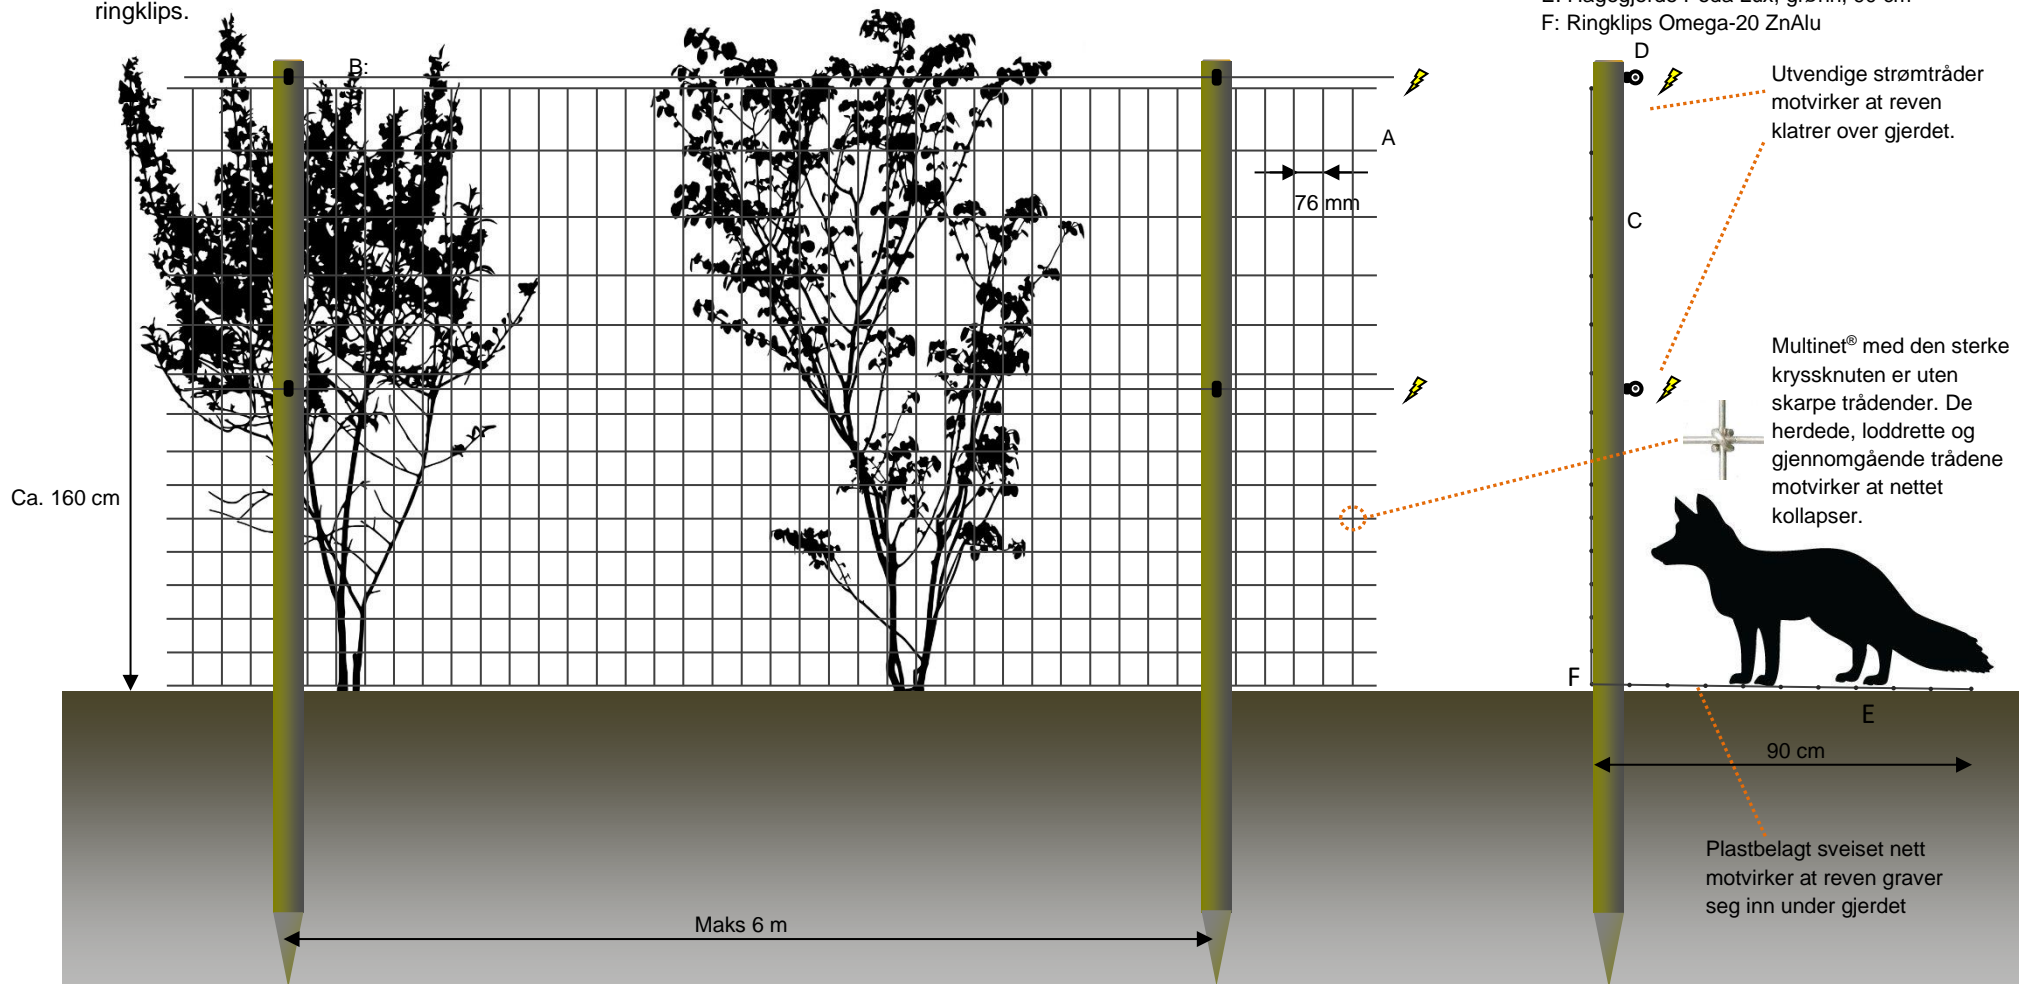 ringklips.
F: Ringklips Omega-20 ZnAlu
B:
D
Utvendige strømtråder
motvirker at reven
klatrer over gjerdet.
A
76 mm
C
Multinet® med den sterke
kryssknuten er uten
skarpe trådender. De
herdede, loddrette og
gjennomgående trådene
motvirker at nettet
kollapser.
Ca. 160 cm
F
E
90 cm
Plastbelagt sveiset nett
motvirker at reven graver
seg inn under gjerdet
Maks 6 m